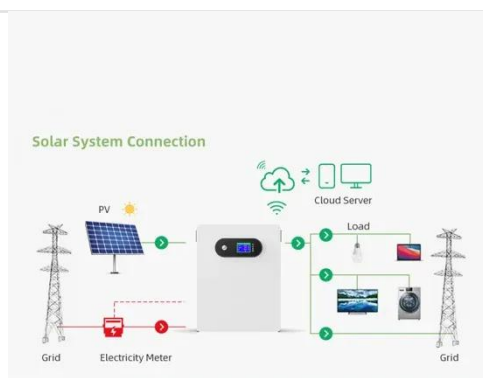 Solar System Connection
Cloud Server
PV
Load
Grid
Electricity Meter
Grid